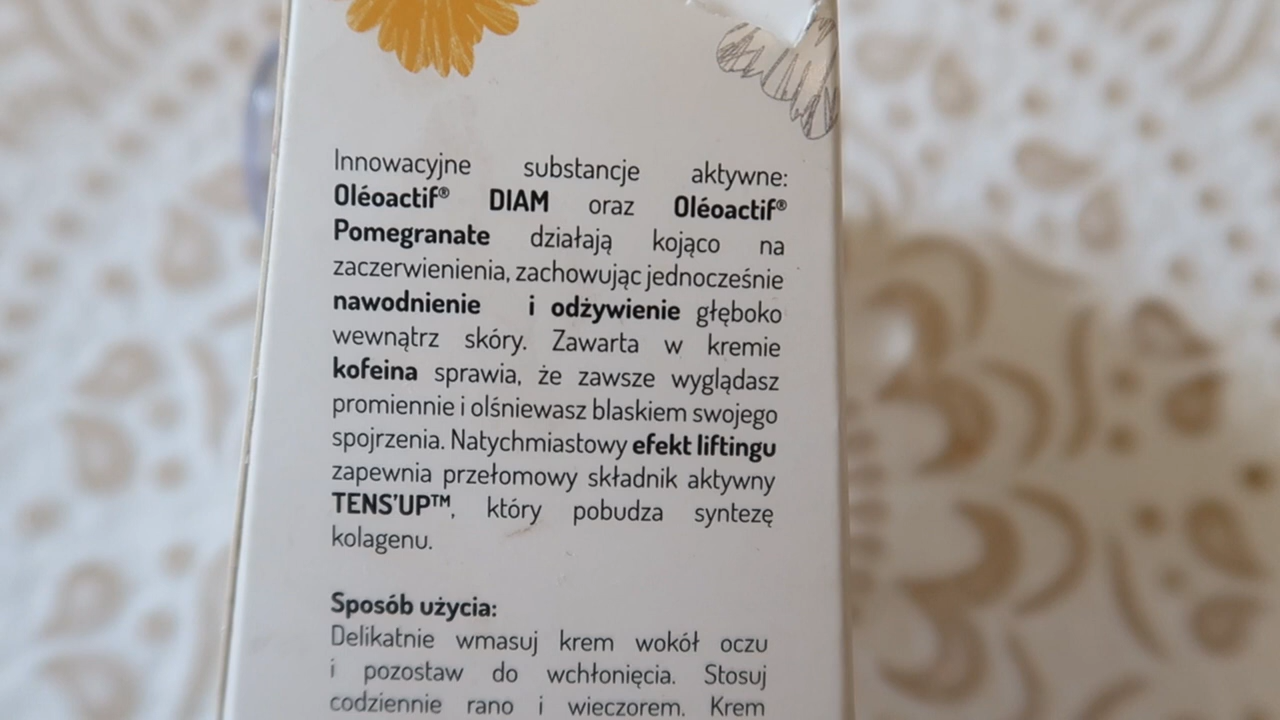 Innowacyjne substancje aktywne:
Oléoactif® DIAM oraz Oléoactif®
Pomegranate działają kojąco na
zaczerwienienia, zachowując jednocześnie
nawodnienie i odżywienie głęboko
wewnątrz skóry. Zawarta w kremie
kofeina sprawia, że zawsze wyglądasz
promiennie i olśniewasz blaskiem swojego
spojrzenia. Natychmiastowy efekt liftingu
zapewnia przełomowy składnik aktywny
TENS'UP™, który pobudza syntezę
kolagenu.
Sposób użycia:
Delikatnie wmasuj krem wokół oczu
i pozostaw do wchłonięcia. Stosuj
codziennie rano i wieczorem. Krem